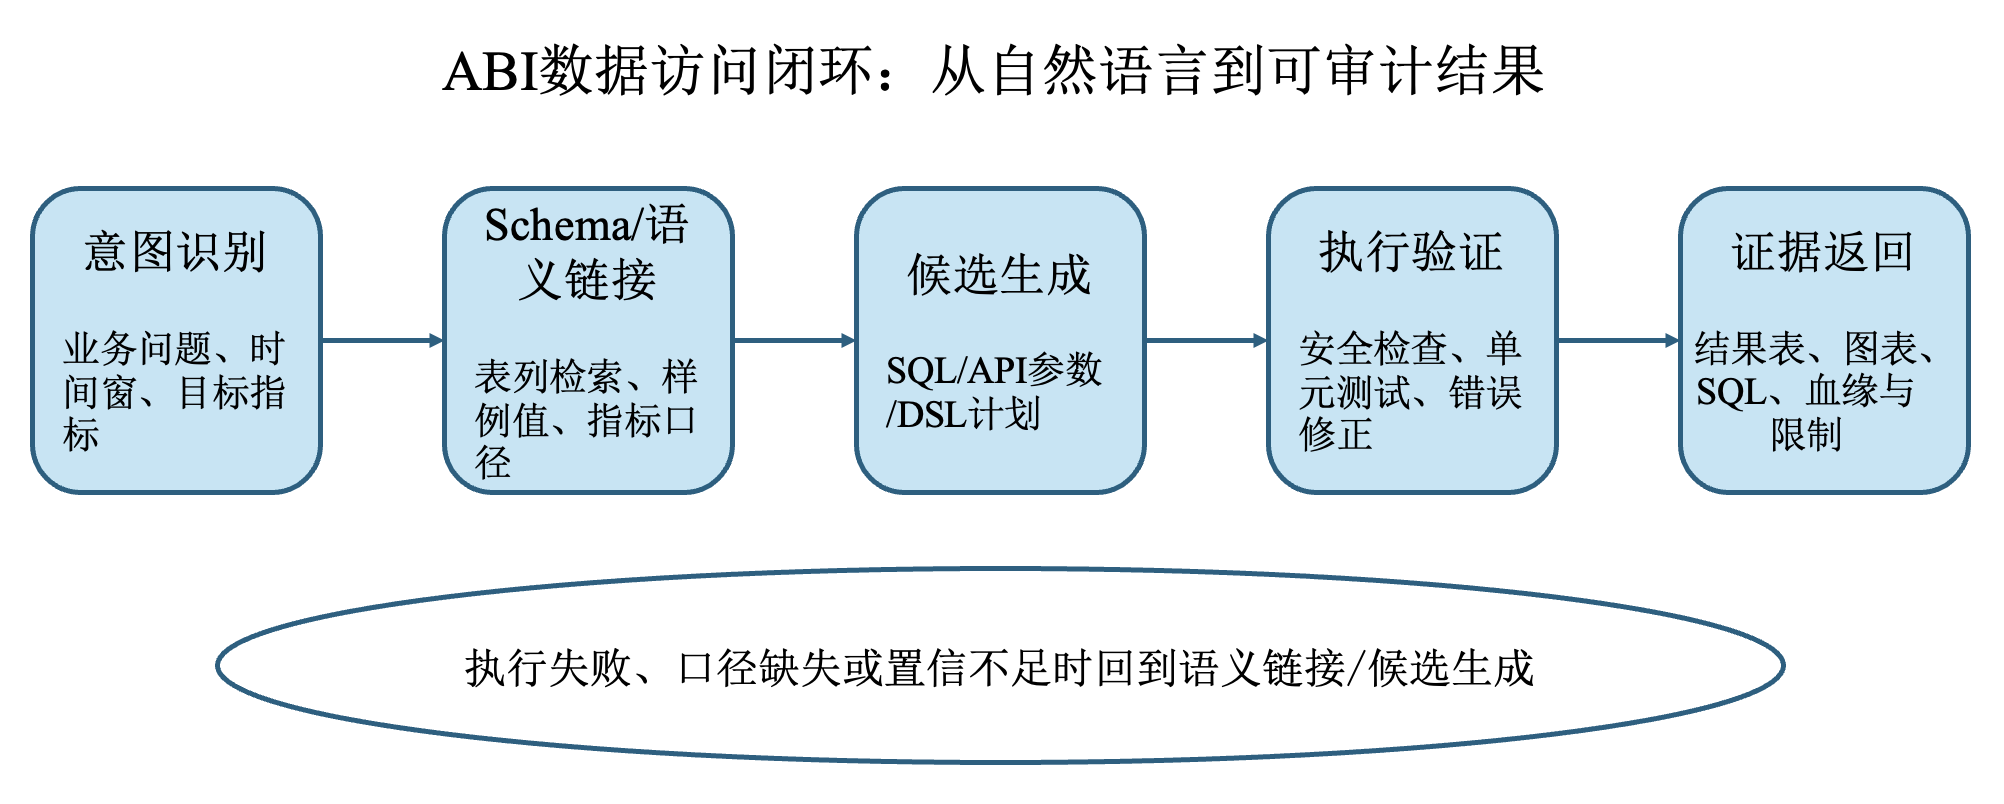 ABI数据访问闭环：从自然语言到可审计结果
意图识别
业务问题、时
间窗、目标指
标
Schema/语
义链接
表列检索、样
例值、指标口
径
候选生成
SQL/API参数
/DSL计划
执行验证
安全检查、单
元测试、错误
修正
证据返回
结果表、图表、
SQL、血缘与
限制
执行失败、口径缺失或置信不足时回到语义链接/候选生成